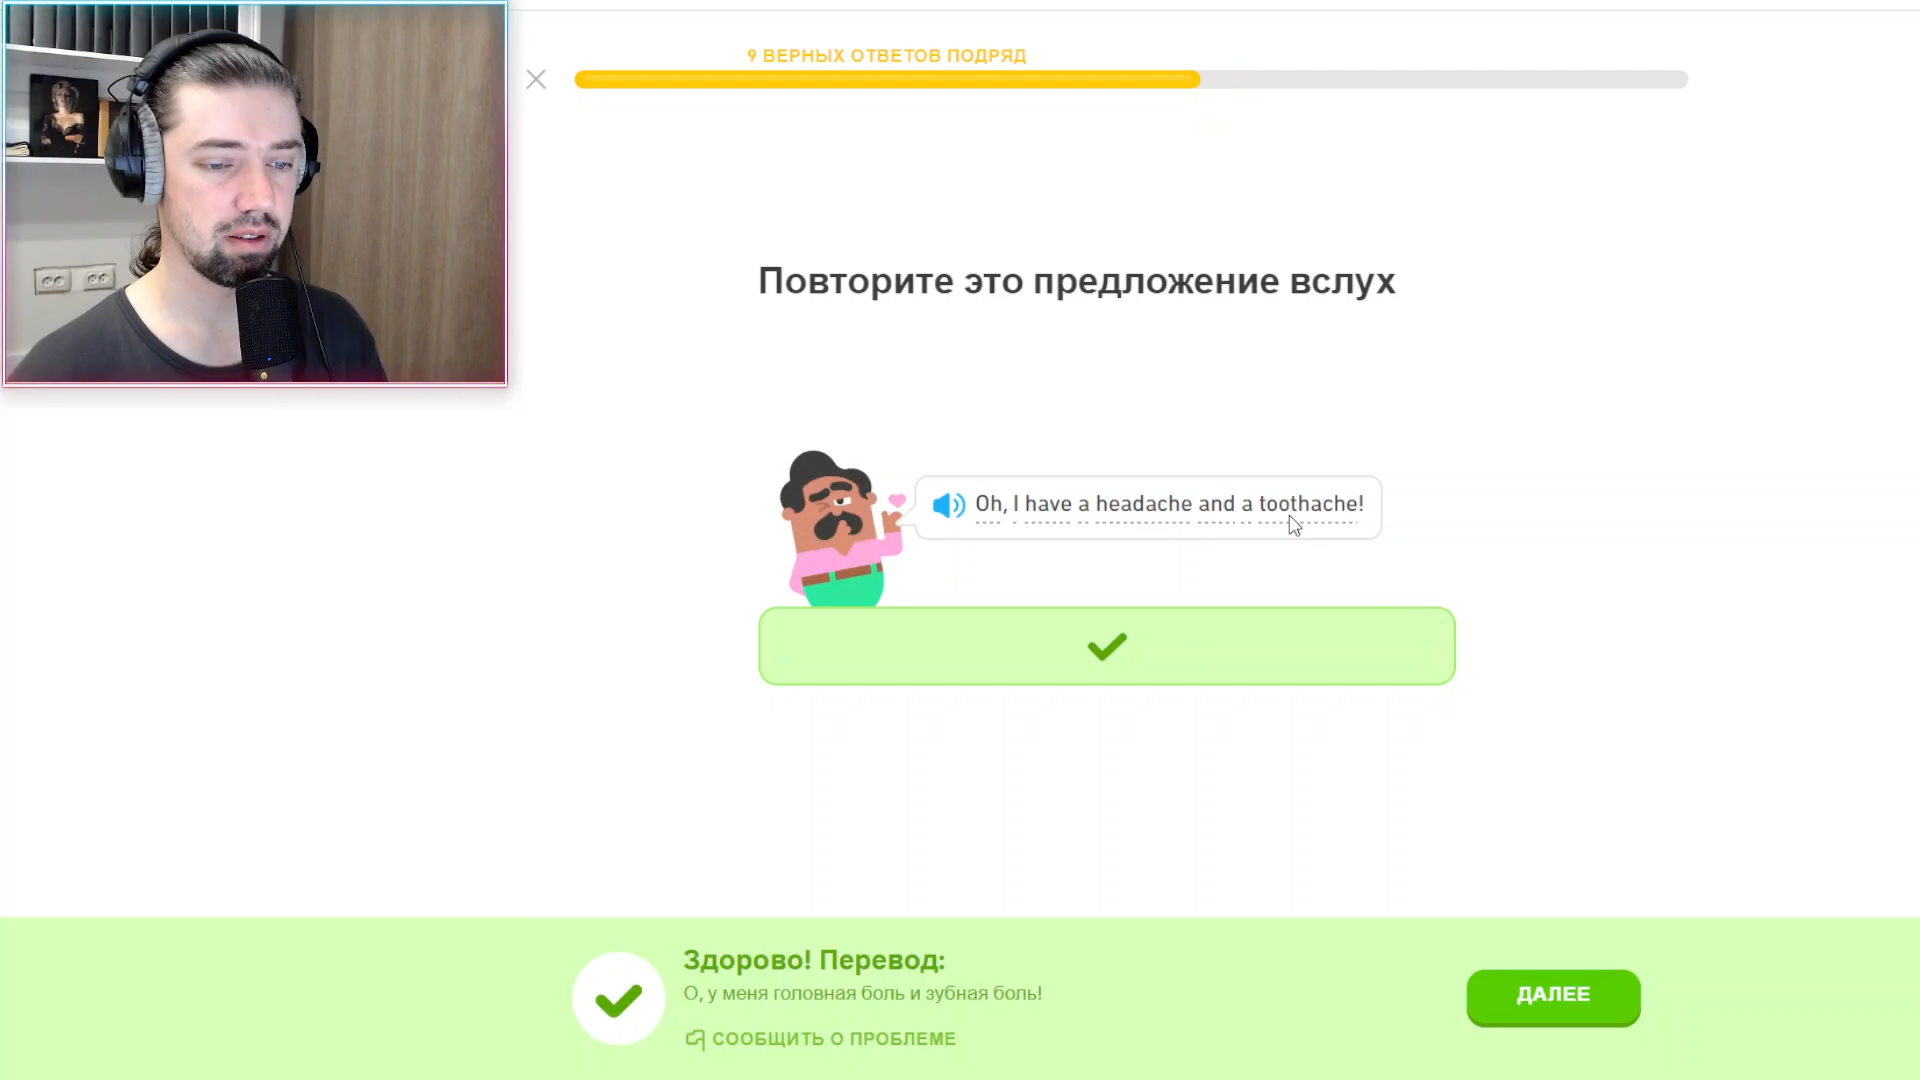 9 ВЕРНЫХ ОТВЕТОВ ПОДРЯД
Повторите это предложение вслух
Oh, I have a headache and a toothache!
Здорово! Перевод:
О, у меня головная боль и зубная боль!
СООБЩИТЬ О ПРОБЛЕМЕ
ДАЛЕЕ